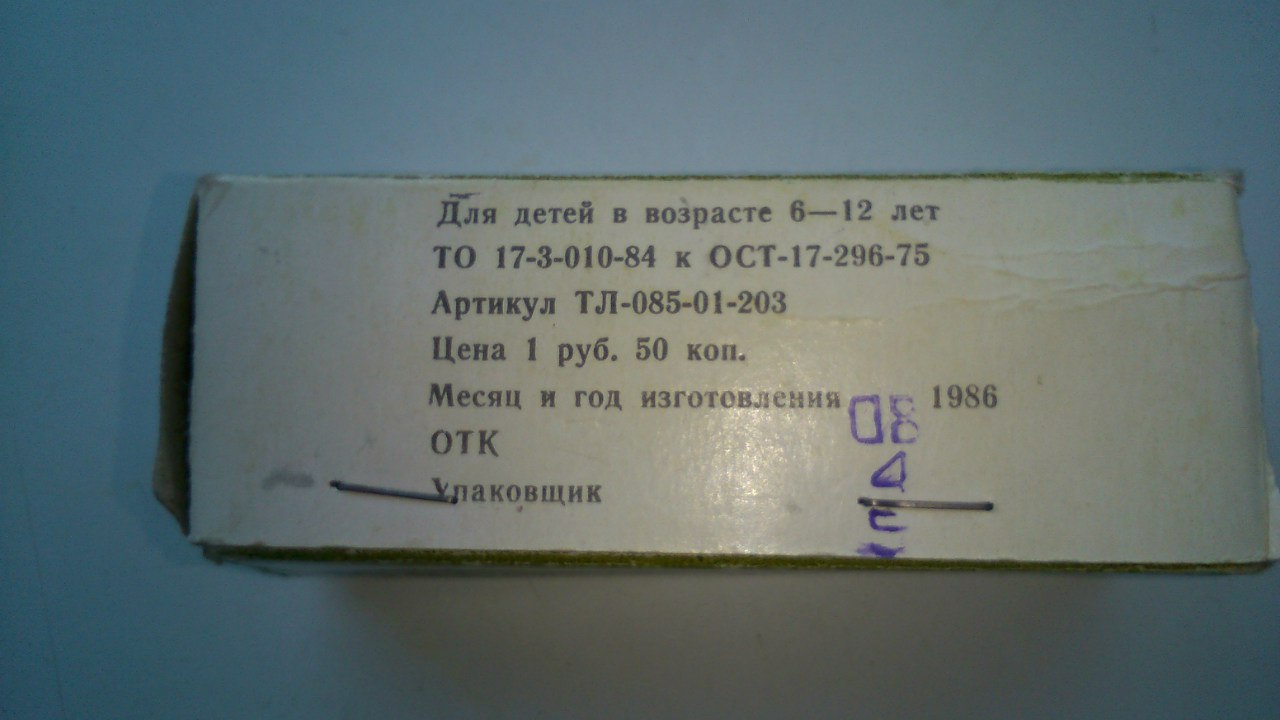 Для детей в возрасте 6—12 лет
ТО 17-3-010-84 к ОСТ-17-296-75
Артикул ТЛ-085-01-203
Цена 1 руб. 50 коп.
Месяц и год изготовления 08 1986
ОТК
Упаковщик